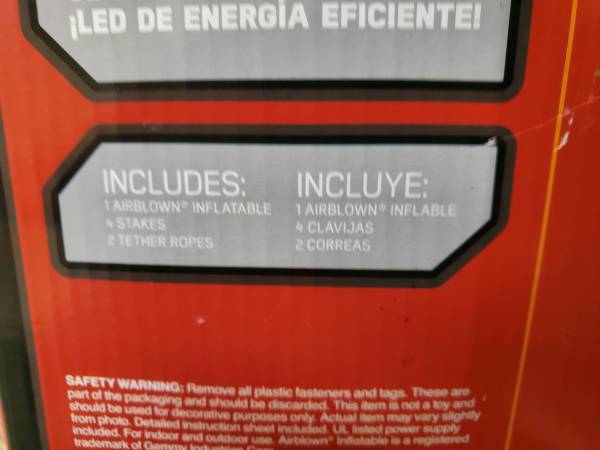 ¡LED DE ENERGÍA EFICIENTE!
INCLUDES:
1 AIRBLOWN® INFLATABLE
4 STAKES
2 TETHER ROPES
INCLUYE:
1 AIRBLOWN® INFLABLE
4 CLAVIJAS
2 CORREAS
SAFETY WARNING: Remove all plastic fasteners and tags. These are
part of the packaging and should be discarded. This item is not a toy and
should be used for decorative purposes only. Actual item may vary slightly
from photo. Detailed instruction sheet included. UL listed power supply
included. For indoor and outdoor use. Airblown® Inflatable is a registered
trademark of Gemmy Industries